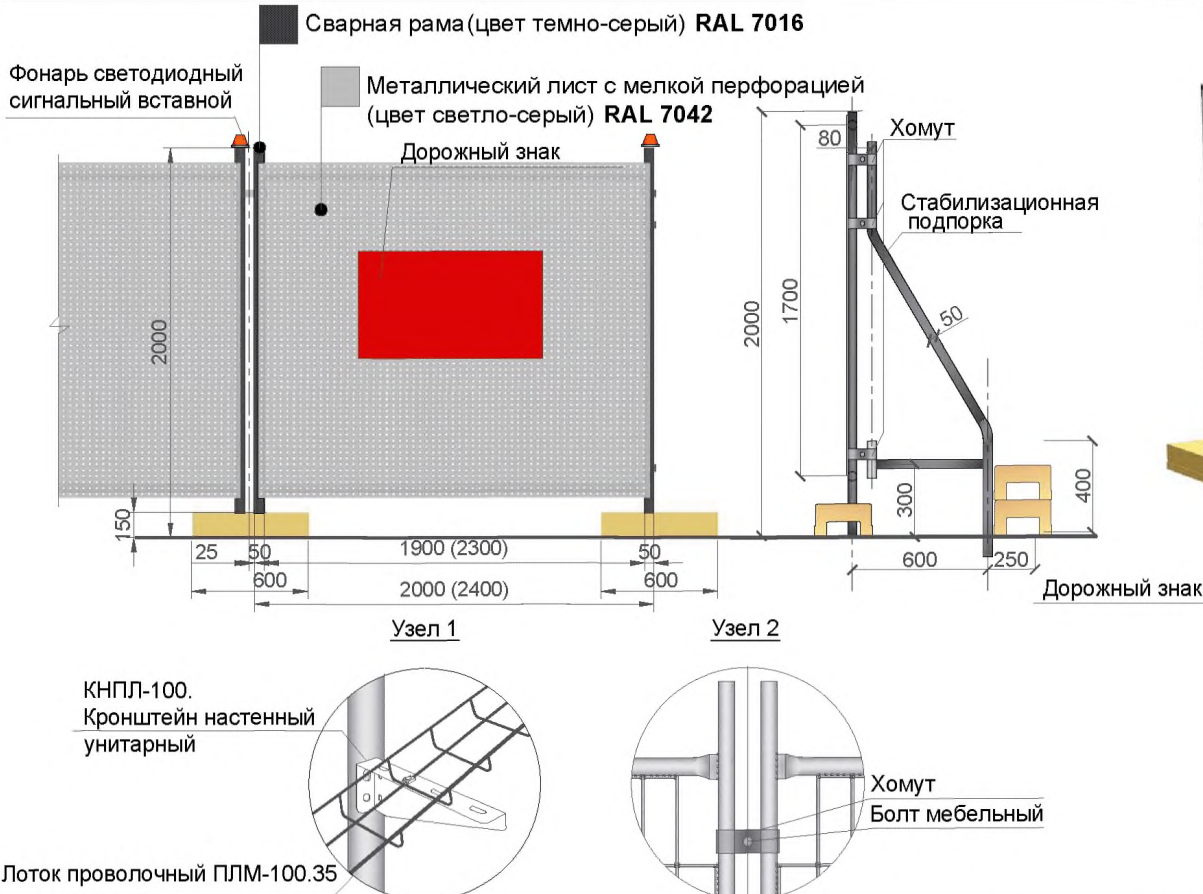 Сварная рама (цвет темно-серый) RAL 7016
Фонарь светодиодный
сигнальный вставной
Металлический лист с мелкой перфорацией
(цвет светло-серый) RAL 7042
Дорожный знак
80
Хомут
Стабилизационная
подпорка
2000
2000
1700
50
300
400
150
25
50
1900 (2300)
50
600
2000 (2400)
600
600
250
Дорожный знак
Узел 1
Узел 2
КНПЛ-100.
Кронштейн настенный
унитарный
Хомут
Болт мебельный
Лоток проволочный ПЛМ-100.35